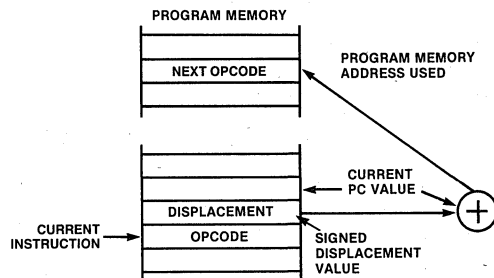 PROGRAM MEMORY
NEXT OPCODE
PROGRAM MEMORY
ADDRESS USED
CURRENT
PC VALUE
DISPLACEMENT
+
CURRENT
INSTRUCTION
OPCODE
SIGNED
DISPLACEMENT
VALUE